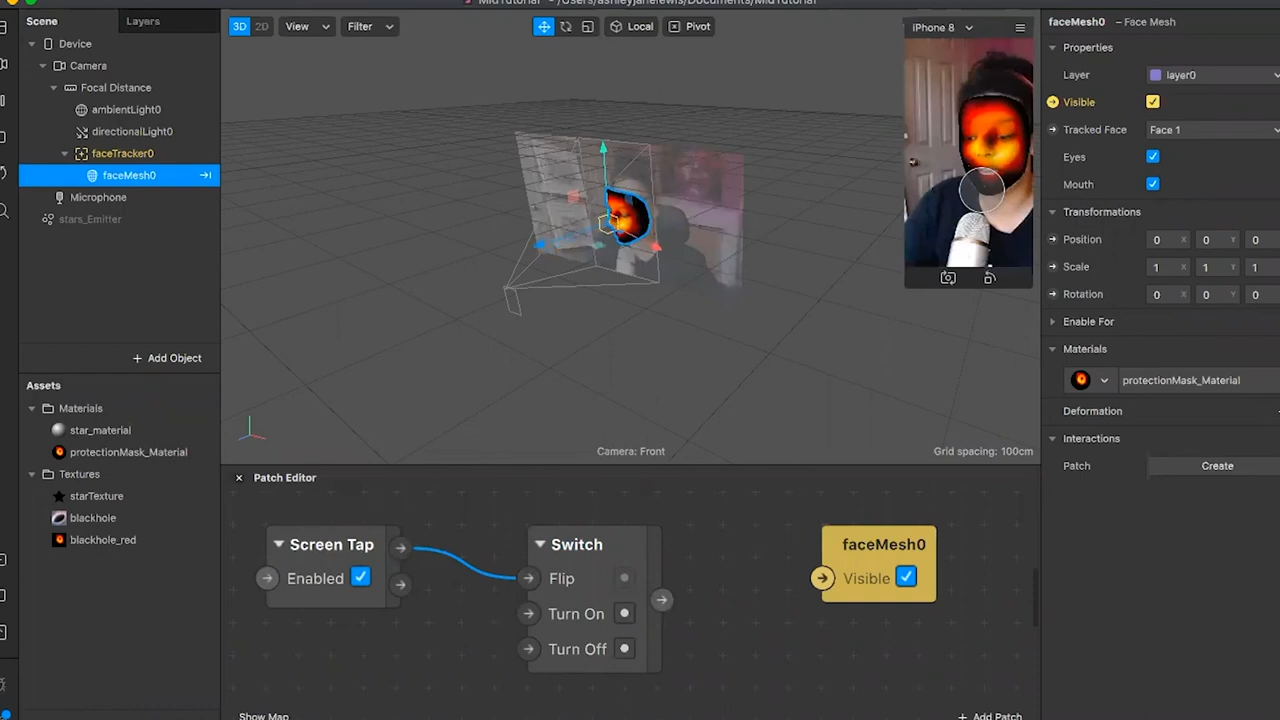 MidTutorial - /Users/ashleyjanelewis/Documents/MidTutorial
Scene
Layers
Device
Camera
Focal Distance
ambientLight0
directionalLight0
faceTracker0
faceMesh0
Microphone
stars_Emitter
Add Object
Assets
Materials
star_material
protectionMask_Material
Textures
starTexture
blackhole
blackhole_red
3D
2D
View
Filter
Local
Pivot
iPhone 8
Camera: Front
Grid spacing: 100cm
Patch Editor
Screen Tap
Enabled
Switch
Flip
Turn On
Turn Off
faceMesh0
Visible
Show Map
Add Patch
faceMesh0 – Face Mesh
Properties
Layer layer0
Visible
Tracked Face Face 1
Eyes
Mouth
Transformations
Position 0 X 0 Y 0
Scale 1 X 1 Y 1
Rotation 0 X 0 Y 0
Enable For
Materials
protectionMask_Material
Deformation
Interactions
Patch Create